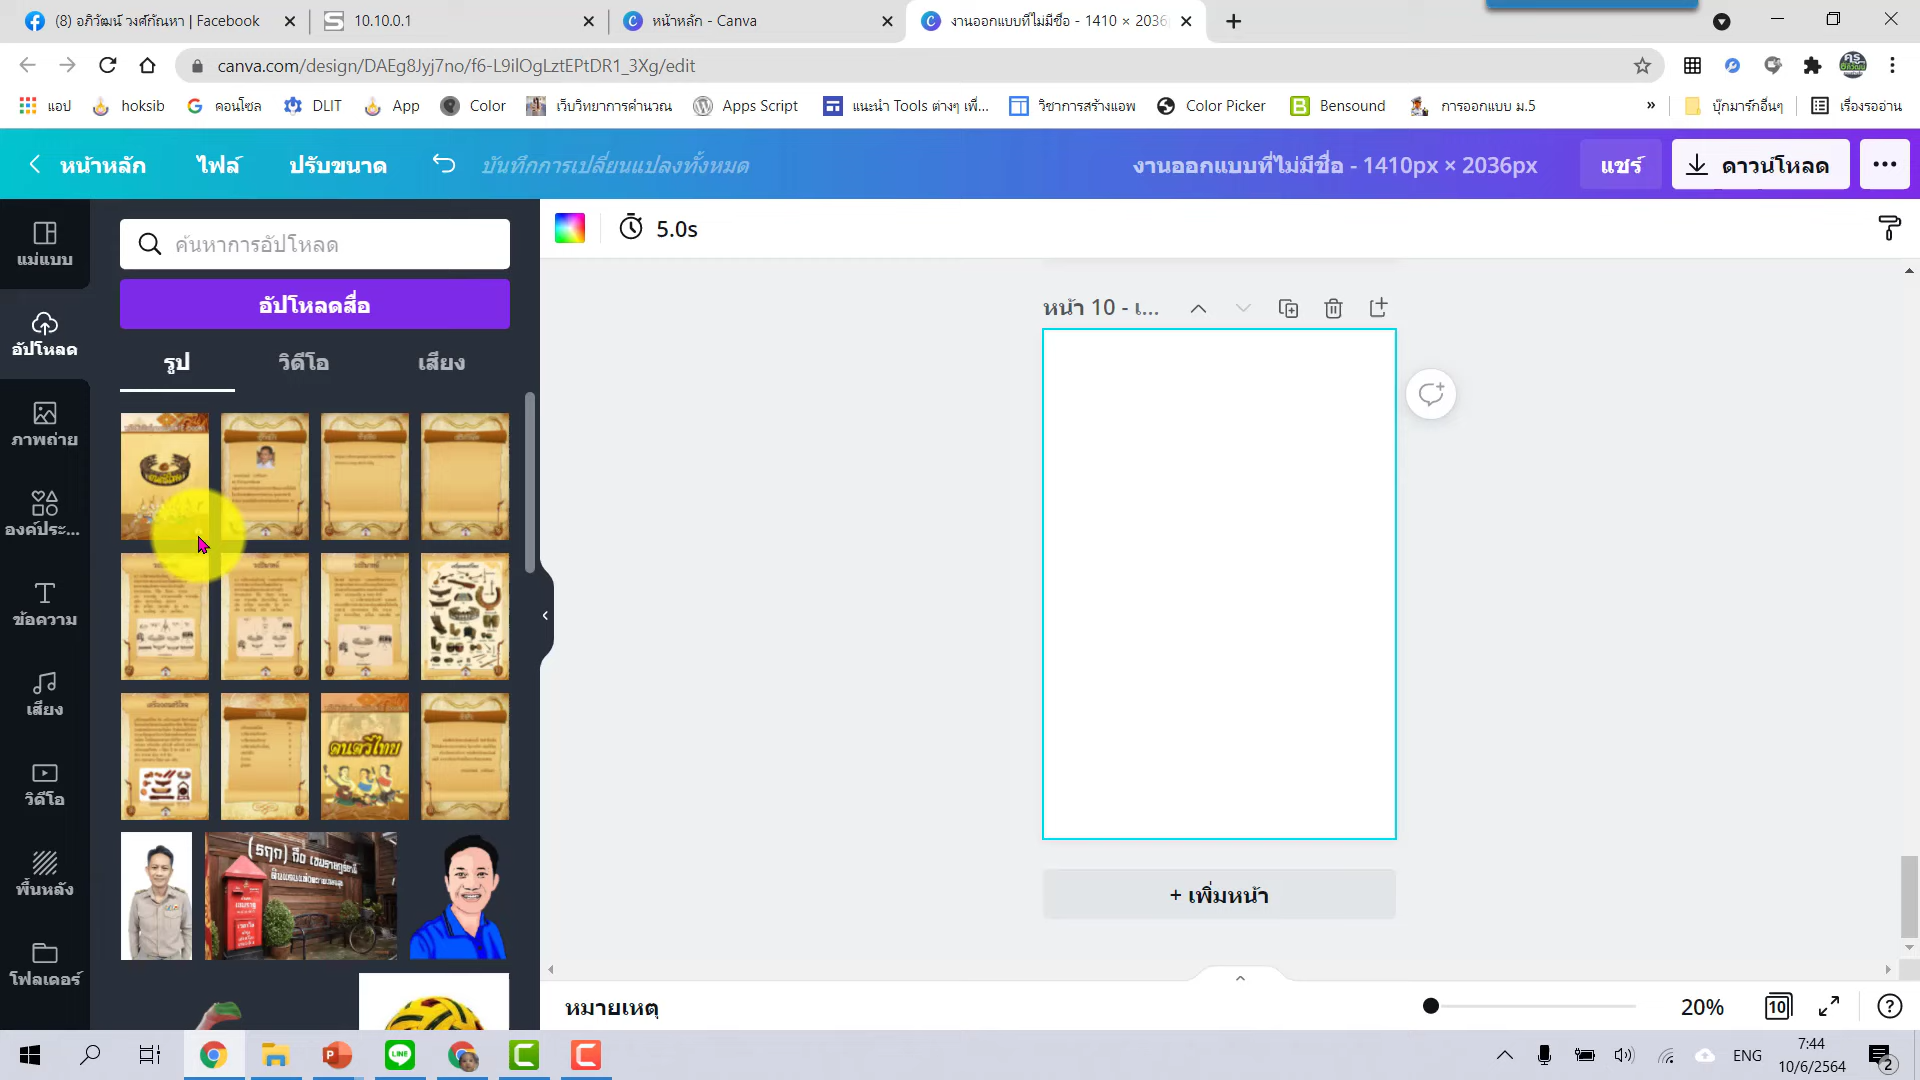 (8) อภิวัฒน์ วงศ์กัณหา | Facebook
10.10.0.1
หน้าหลัก - Canva
งานออกแบบที่ไม่มีชื่อ - 1410 × 2036
canva.com/design/DAEg8Jyj7no/f6-L9ilOgLztEPtDR1_3Xg/edit
แอป
hoksib
คอนโซล
DLIT
App
Color
เว็บวิทยาการคำนวณ
Apps Script
แนะนำ Tools ต่างๆ เพื่...
วิชาการสร้างแอพ
Color Picker
Bensound
การออกแบบ ม.5
»
บุ๊กมาร์กอื่นๆ
เรื่องรออ่าน
หน้าหลัก
ไฟล์
ปรับขนาด
บันทึกการเปลี่ยนแปลงทั้งหมด
งานออกแบบที่ไม่มีชื่อ - 1410px × 2036px
แชร์
ดาวน์โหลด
แม่แบบ
อัปโหลด
ภาพถ่าย
องค์ประ...
ข้อความ
เสียง
วิดีโอ
พื้นหลัง
โฟลเดอร์
ค้นหาการอัปโหลด
อัปโหลดสื่อ
รูป
วิดีโอ
เสียง
ดนตรีไทย
5.0s
หน้า 10 - เ...
+ เพิ่มหน้า
หมายเหตุ
20%
10
ENG
7:44
10/6/2564
2